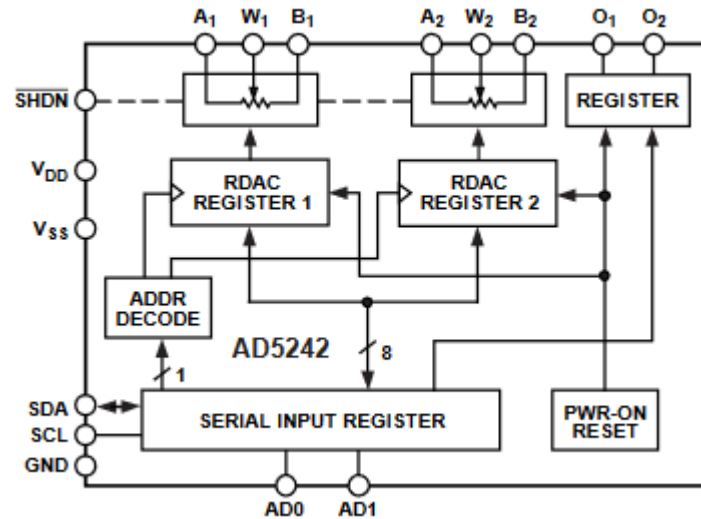 A1 W1 B1 A2 W2 B2 O1 O2
SHDN
REGISTER
VDD
RDAC
REGISTER 1
RDAC
REGISTER 2
VSS
ADDR
DECODE
AD5242
8
1
SDA
SERIAL INPUT REGISTER
PWR-ON
RESET
SCL
GND
AD0 AD1